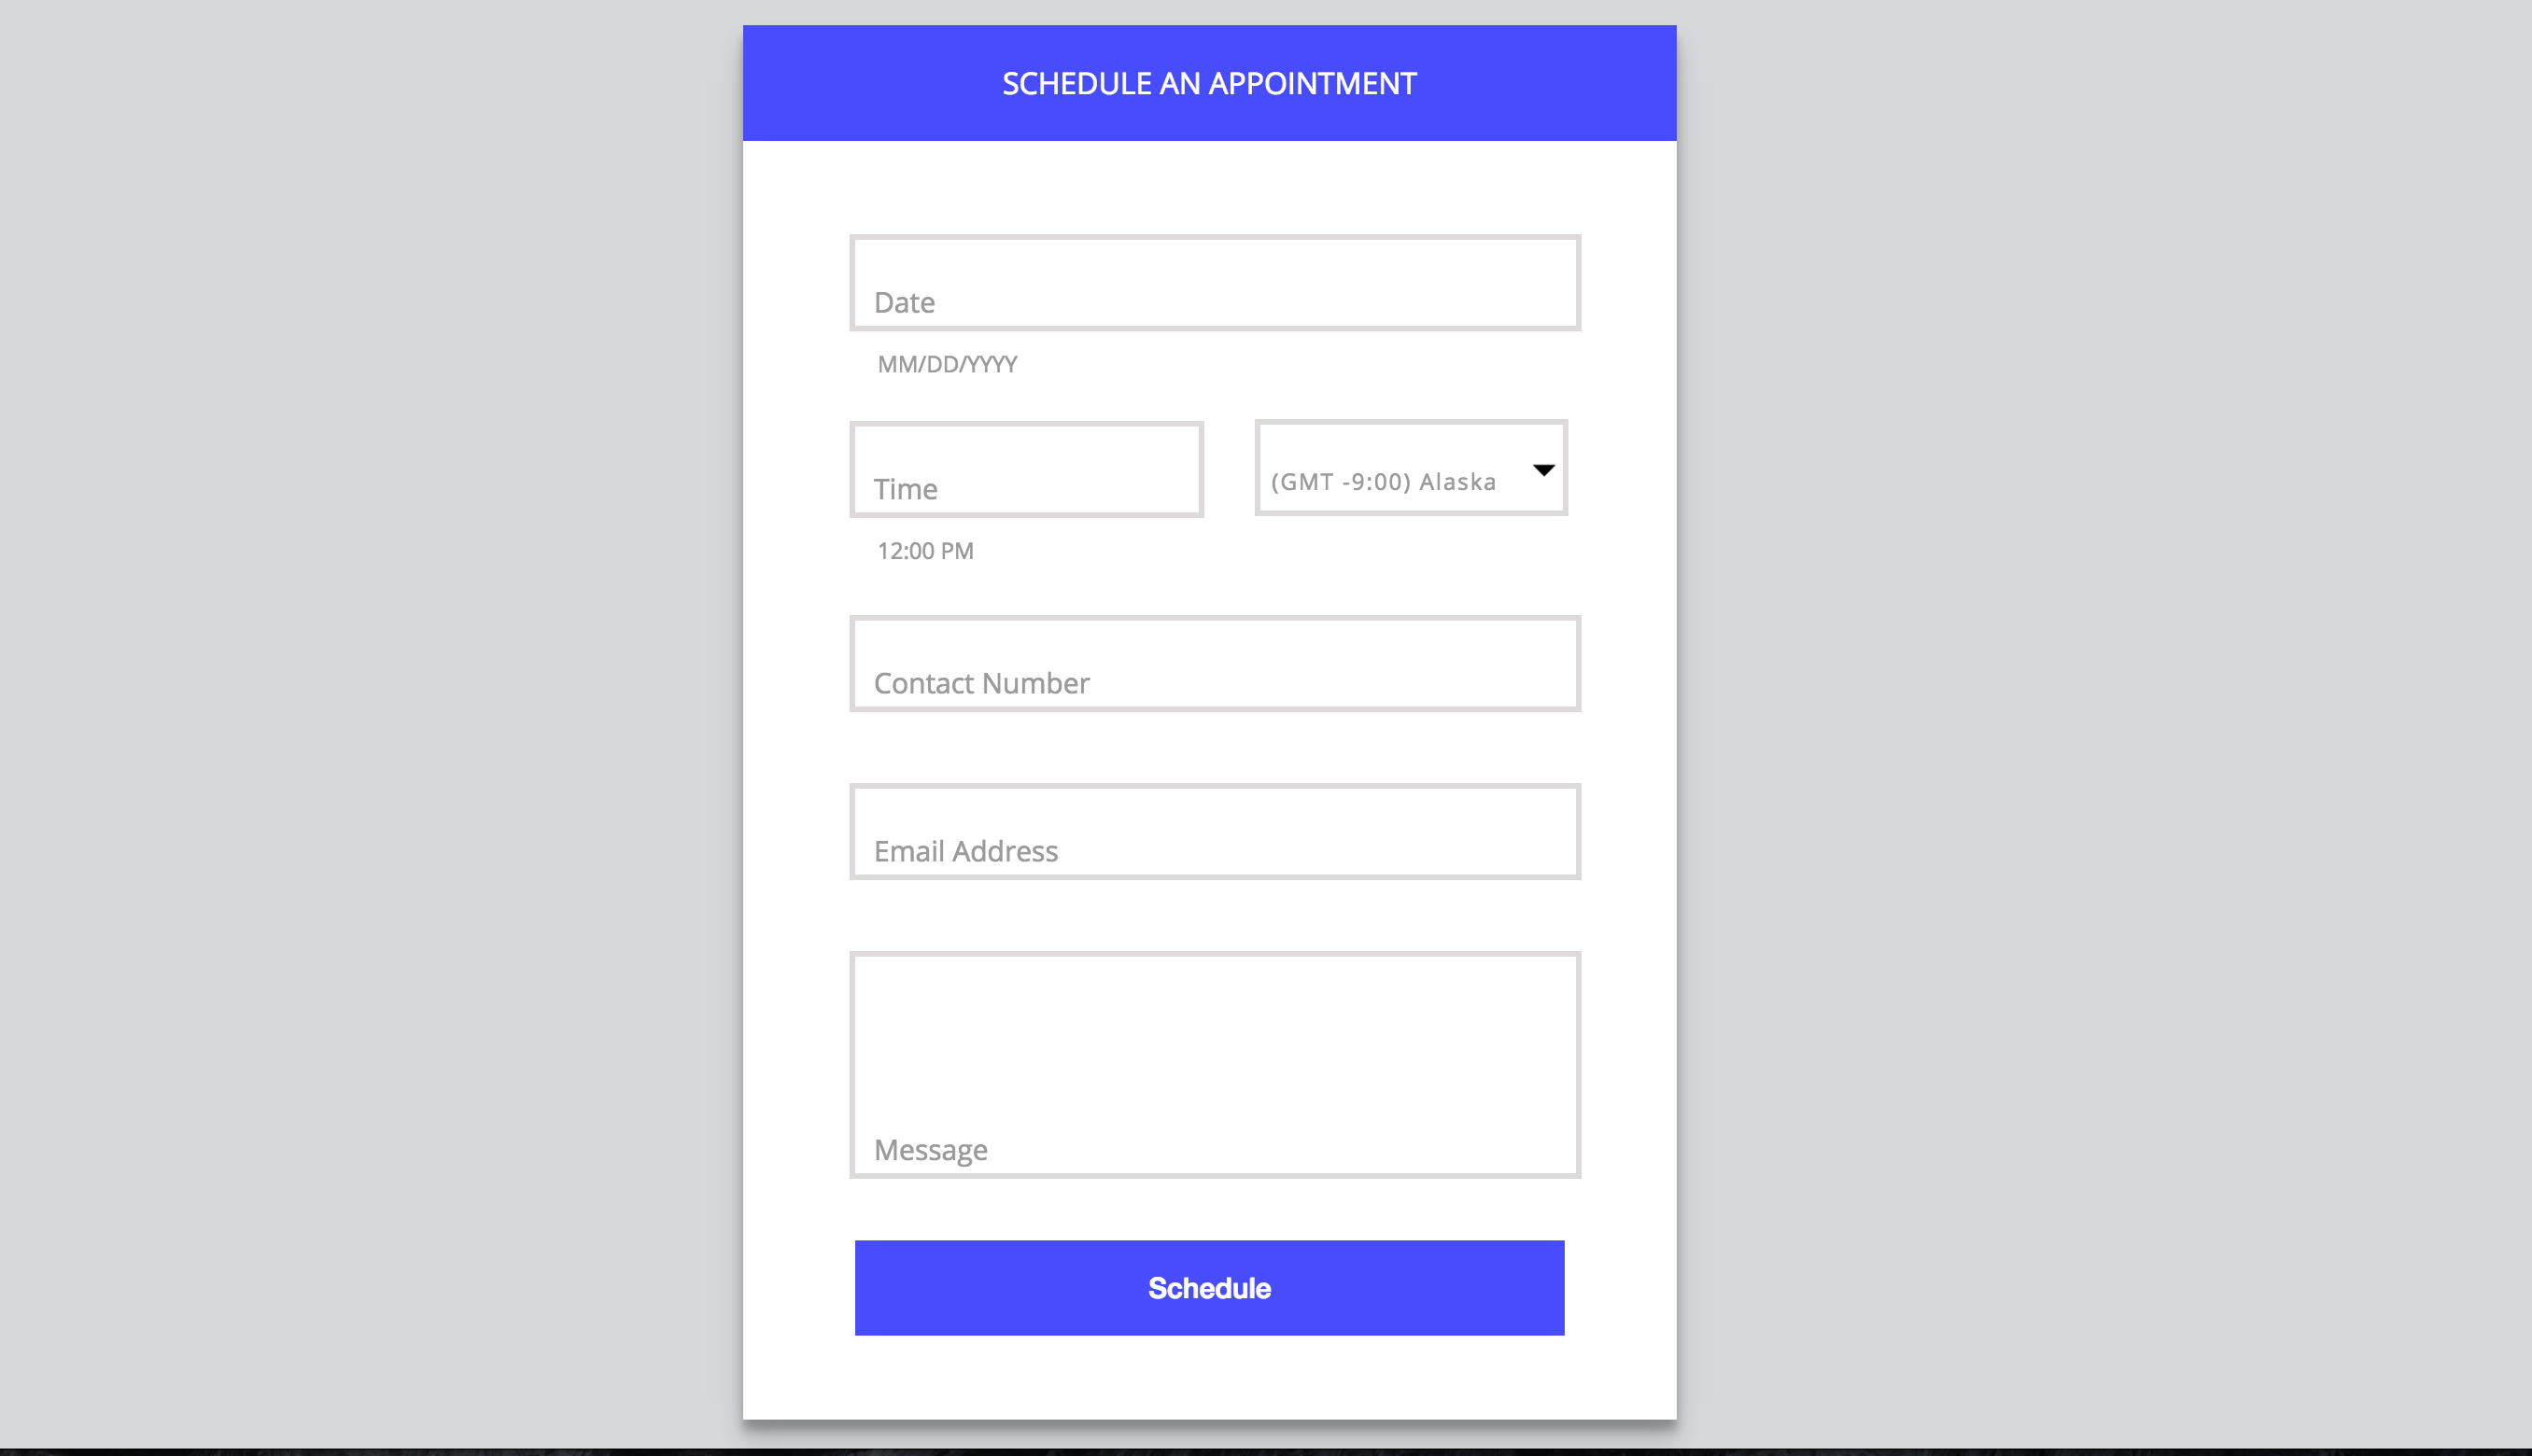 SCHEDULE AN APPOINTMENT
Date
MM/DD/YYYY
Time
(GMT -9:00) Alaska
12:00 PM
Contact Number
Email Address
Message
Schedule